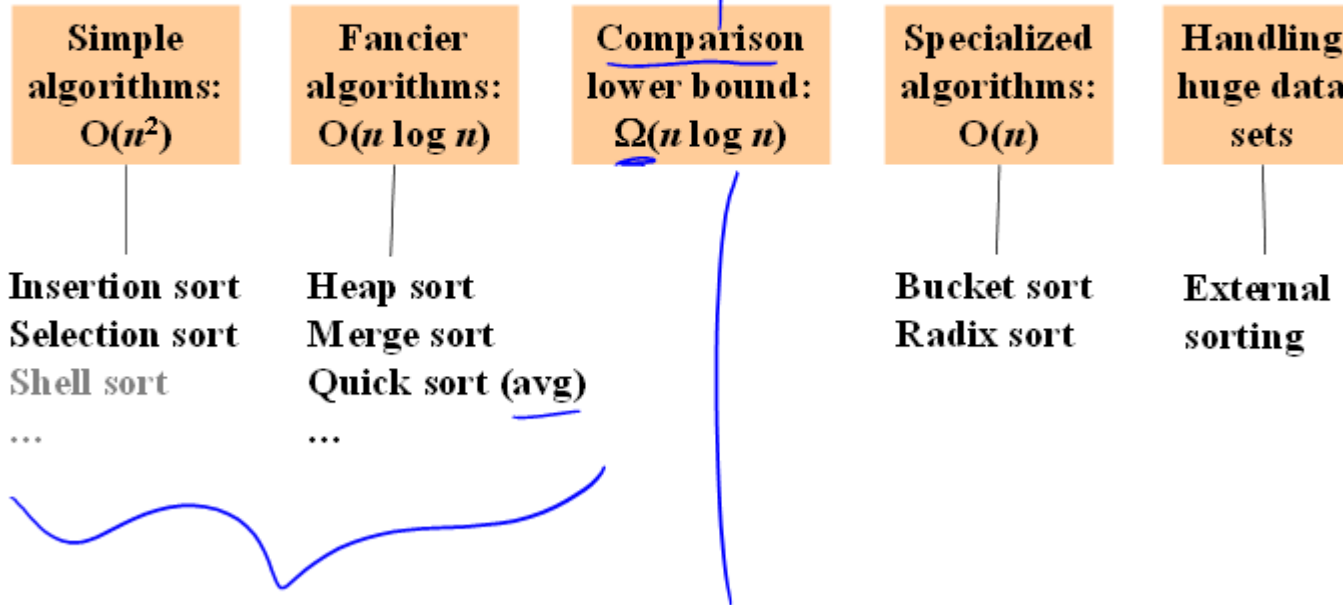 Simple
algorithms:
O(n²)
Fancier
algorithms:
O(n log n)
Comparison
lower bound:
Ω(n log n)
Specialized
algorithms:
O(n)
Handling
huge data
sets
Insertion sort
Selection sort
Shell sort
...
Heap sort
Merge sort
Quick sort (avg)
...
Bucket sort
Radix sort
External
sorting